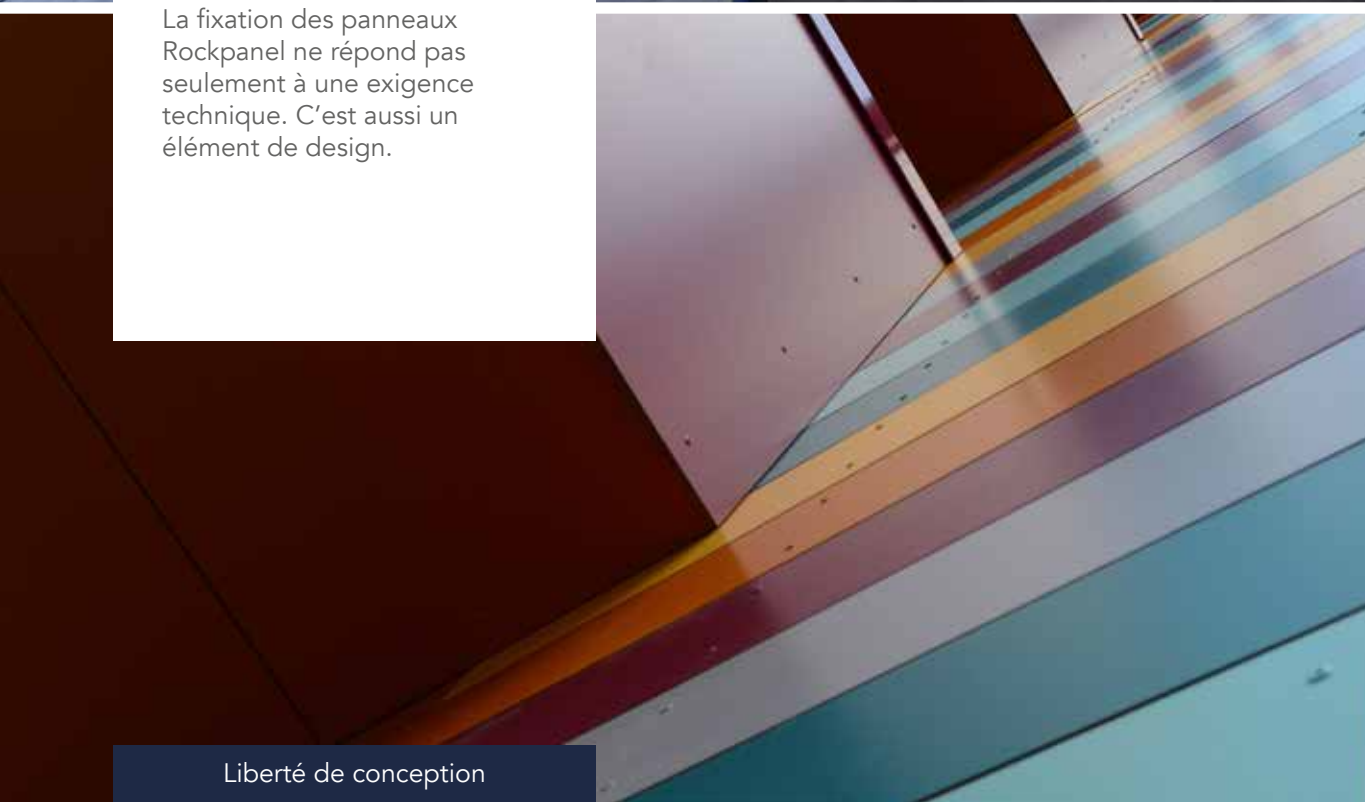 La fixation des panneaux
Rockpanel ne répond pas
seulement à une exigence
technique. C’est aussi un
élément de design.
Liberté de conception